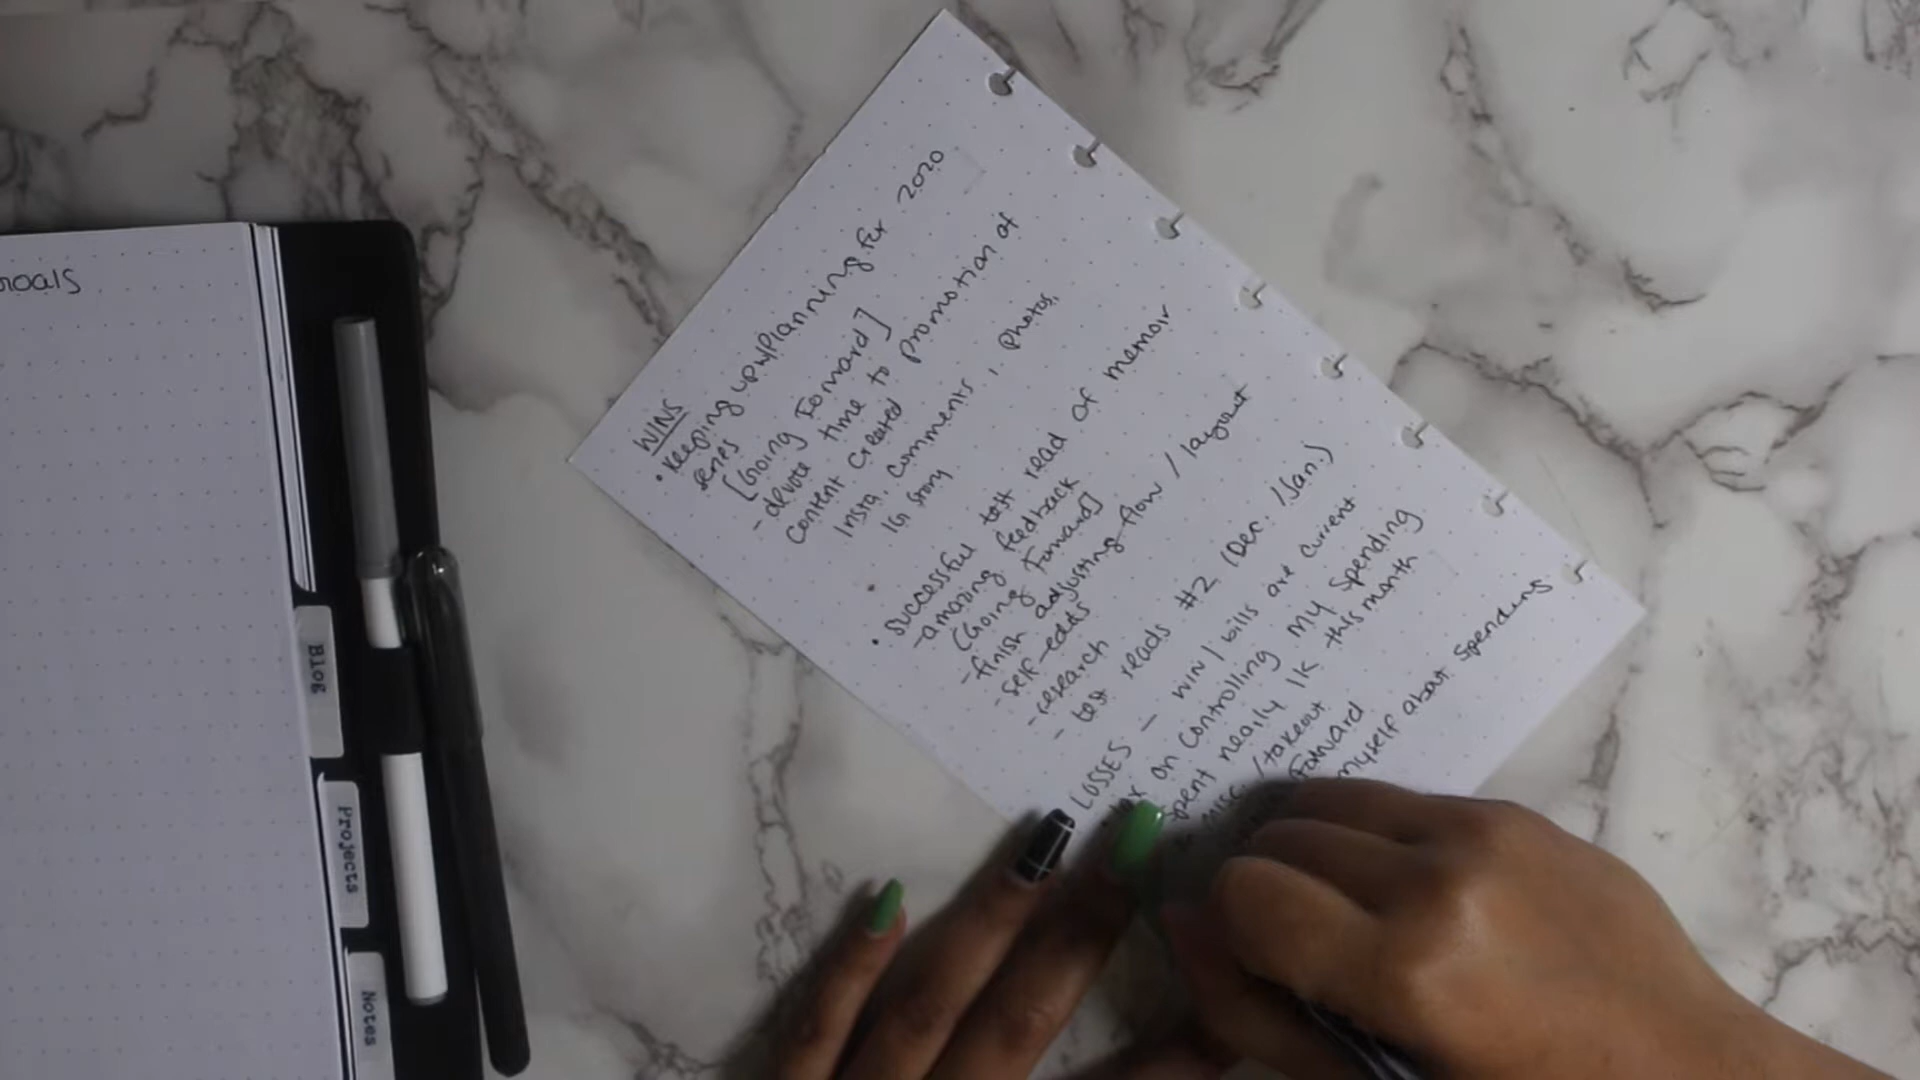 WINS
• Keeping up w/Planning for 2020
series
[Going Forward]
- devote time to promotion of
content created
Insta, comments, photos,
IG story
• successful test read of memoir
- amazing feedback
[Going Forward]
- finish adjusting flow / layout
- self-edits
- research
- test reads #2 (Dec. / Jan.)
LOSSES — win / bills are current
on controlling my spending
spent nearly 1k this month
misc. / takeout
Forward
myself about spending
goals
Blog
Projects
Notes